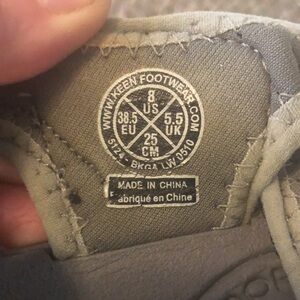 WWW.KEENFOOTWEAR.COM
8
US
38.5
EU
5.5
UK
25
CM
5124 - BKGA LW 0510
MADE IN CHINA
Fabriqué en Chine